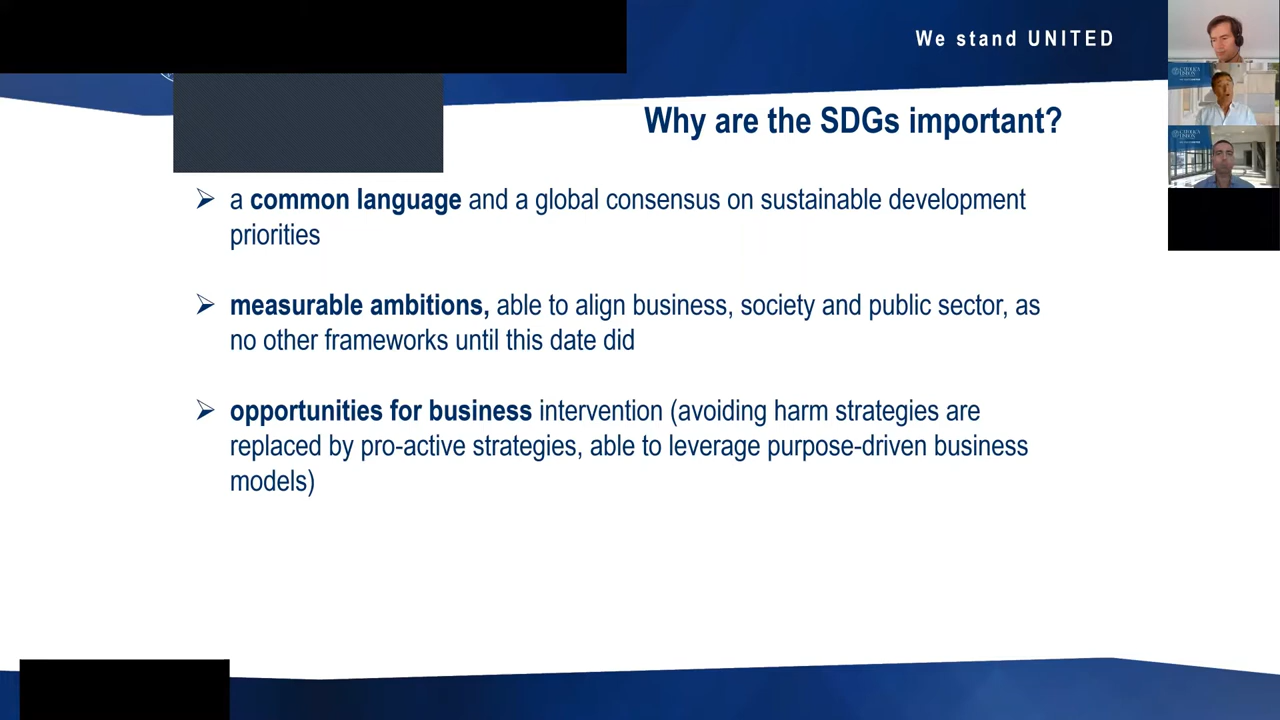 We stand UNITED
Why are the SDGs important?
a common language and a global consensus on sustainable development
priorities
measurable ambitions, able to align business, society and public sector, as
no other frameworks until this date did
opportunities for business intervention (avoiding harm strategies are
replaced by pro-active strategies, able to leverage purpose-driven business
models)